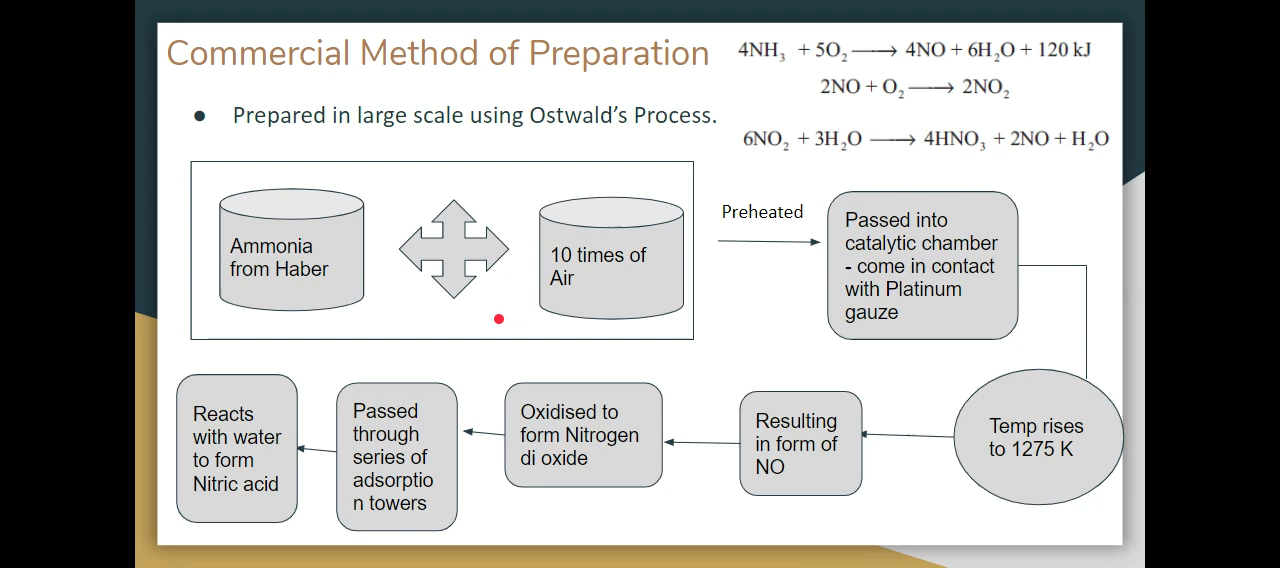 Commercial Method of Preparation
4NH₃ + 5O₂ ⟶ 4NO + 6H₂O + 120 kJ
2NO + O₂ ⟶ 2NO₂
6NO₂ + 3H₂O ⟶ 4HNO₃ + 2NO + H₂O
● Prepared in large scale using Ostwald’s Process.
Ammonia
from Haber
10 times of
Air
Preheated
Passed into
catalytic chamber
- come in contact
with Platinum
gauze
Temp rises
to 1275 K
Resulting
in form of
NO
Oxidised to
form Nitrogen
di oxide
Passed
through
series of
adsorptio
n towers
Reacts
with water
to form
Nitric acid